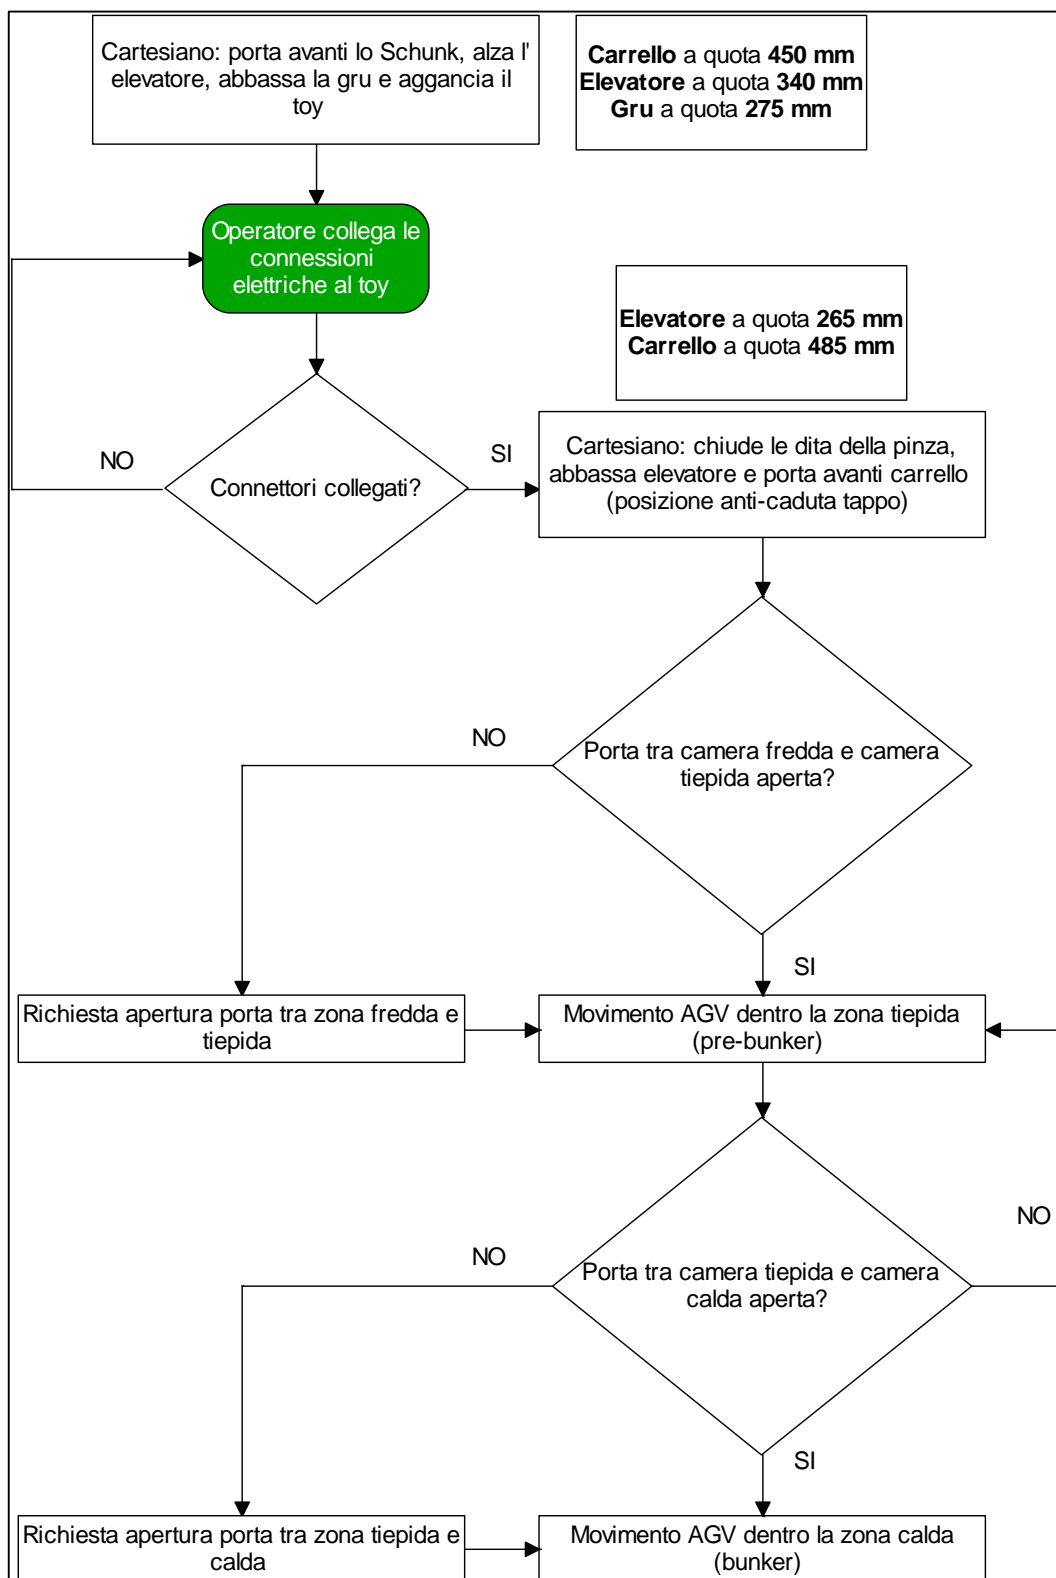 Cartesiano: porta avanti lo Schunk, alza l'
elevatore, abbassa la gru e aggancia il
toy
Carrello a quota 450 mm
Elevatore a quota 340 mm
Gru a quota 275 mm
Operatore collega le
connessioni
elettriche al toy
Elevatore a quota 265 mm
Carrello a quota 485 mm
NO
Connettori collegati?
SI
Cartesiano: chiude le dita della pinza,
abbassa elevatore e porta avanti carrello
(posizione anti-caduta tappo)
NO
Porta tra camera fredda e camera
tiepida aperta?
SI
Richiesta apertura porta tra zona fredda e
tiepida
Movimento AGV dentro la zona tiepida
(pre-bunker)
NO
NO
Porta tra camera tiepida e camera
calda aperta?
SI
Richiesta apertura porta tra zona tiepida e
calda
Movimento AGV dentro la zona calda
(bunker)